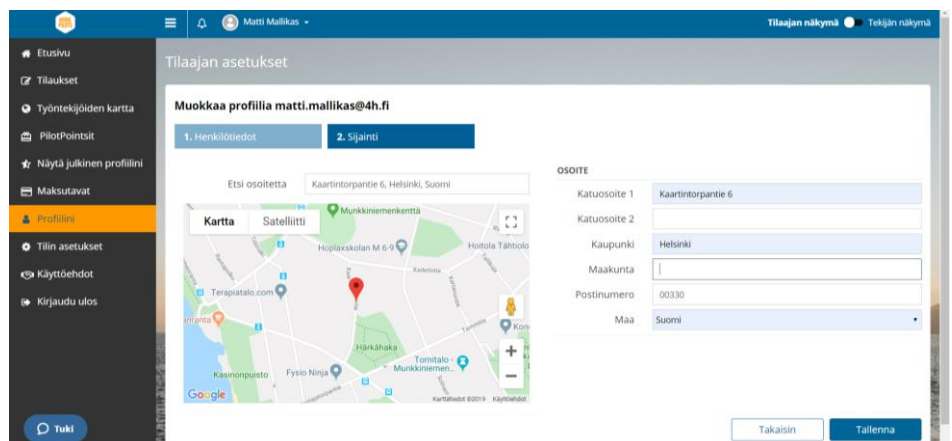 Matti Mallikas
Tilaajan näkymä
Tekijän näkymä
Etusivu
Tilaukset
Työntekijöiden kartta
PilotPointsit
Näytä julkinen profiilini
Maksutavat
Profiilini
Tilin asetukset
Käyttöehdot
Kirjaudu ulos
Tuki
Tilaajan asetukset
Muokkaa profiilia matti.mallikas@4h.fi
1. Henkilötiedot
2. Sijainti
Etsi osoitetta
Kaartintorpantie 6, Helsinki, Suomi
Kartta
Satelliitti
Munkkiniemenkenttä
Hoplaxskolan M 6-9
Hoitola Tähtiolo
Terapiatalo.com
Härkähaka
Tomitalo -
Munkkiniemen...
Kasinonpuisto
Fysio Ninja
Google
Karttatiedot ©2019
Käyttöehdot
OSOITE
Katuosoite 1
Kaartintorpantie 6
Katuosoite 2
Kaupunki
Helsinki
Maakunta
Postinumero
00330
Maa
Suomi
Takaisin
Tallenna